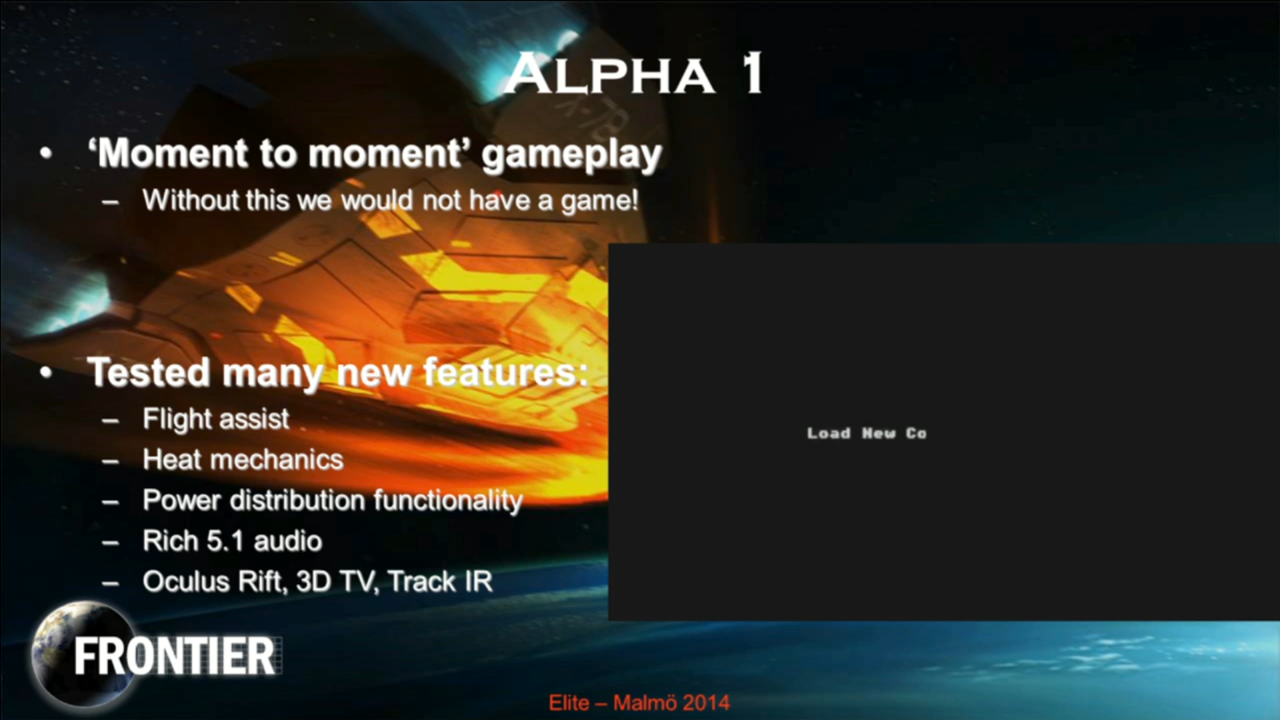 ALPHA 1
• ‘Moment to moment’ gameplay
– Without this we would not have a game!
• Tested many new features:
– Flight assist
– Heat mechanics
– Power distribution functionality
– Rich 5.1 audio
– Oculus Rift, 3D TV, Track IR
Load New Co
X-78
FRONTIER
Elite – Malmö 2014